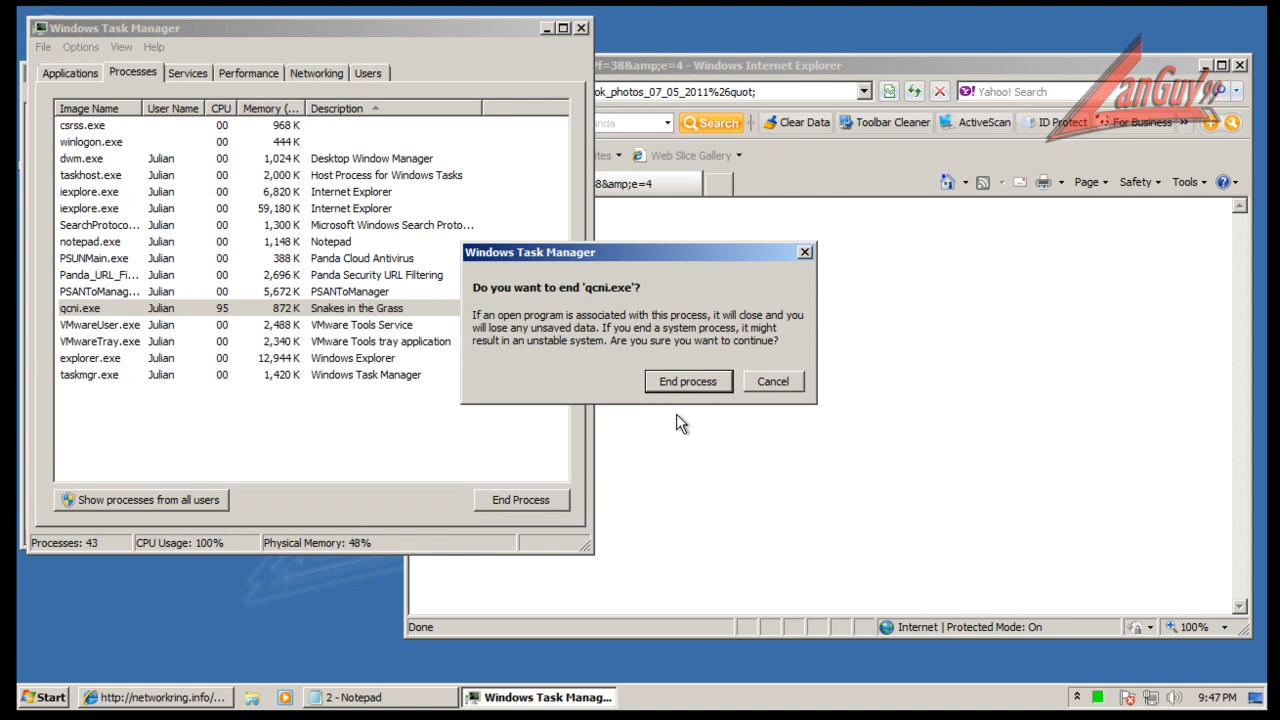 Windows Task Manager
File Options View Help
Applications Processes Services Performance Networking Users
Image Name User Name CPU Memory (... Description
csrss.exe 00 968 K
winlogon.exe 00 444 K
dwm.exe Julian 00 1,024 K Desktop Window Manager
taskhost.exe Julian 00 2,000 K Host Process for Windows Tasks
iexplore.exe Julian 00 6,820 K Internet Explorer
iexplore.exe Julian 00 59,180 K Internet Explorer
SearchProtoco... Julian 00 1,300 K Microsoft Windows Search Proto...
notepad.exe Julian 00 1,148 K Notepad
PSUNMain.exe Julian 00 388 K Panda Cloud Antivirus
Panda_URL_Fi... Julian 00 2,696 K Panda Security URL Filtering
PSANToManag... Julian 00 5,672 K PSANToManager
qcni.exe Julian 95 872 K Snakes in the Grass
VMwareUser.exe Julian 00 2,488 K VMware Tools Service
VMwareTray.exe Julian 00 2,340 K VMware Tools tray application
explorer.exe Julian 00 12,944 K Windows Explorer
taskmgr.exe Julian 00 1,420 K Windows Task Manager
Show processes from all users End Process
Processes: 43 CPU Usage: 100% Physical Memory: 48%
?f=38&amp;e=4 - Windows Internet Explorer
ok_photos_07_05_2011%26quot; Yahoo! Search
anda Search Clear Data Toolbar Cleaner ActiveScan ID Protect For Business »
ites Web Slice Gallery
38&amp;e=4 Page Safety Tools
LanGuy99
Windows Task Manager
Do you want to end 'qcni.exe'?
If an open program is associated with this process, it will close and you
will lose any unsaved data. If you end a system process, it might
result in an unstable system. Are you sure you want to continue?
End process Cancel
Done Internet | Protected Mode: On 100%
Start http://networkring.info/... 2 - Notepad Windows Task Manag... 9:47 PM